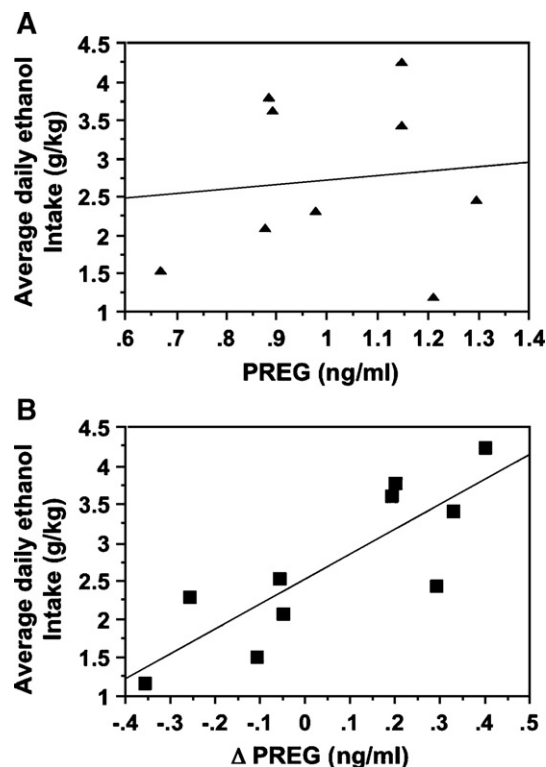 A
4.5
4
3.5
3
2.5
2
1.5
1
Average daily ethanol
Intake (g/kg)
.6 .7 .8 .9 1 1.1 1.2 1.3 1.4
PREG (ng/ml)
B
4.5
4
3.5
3
2.5
2
1.5
1
Average daily ethanol
Intake (g/kg)
-.4 -.3 -.2 -.1 0 .1 .2 .3 .4 .5
Δ PREG (ng/ml)